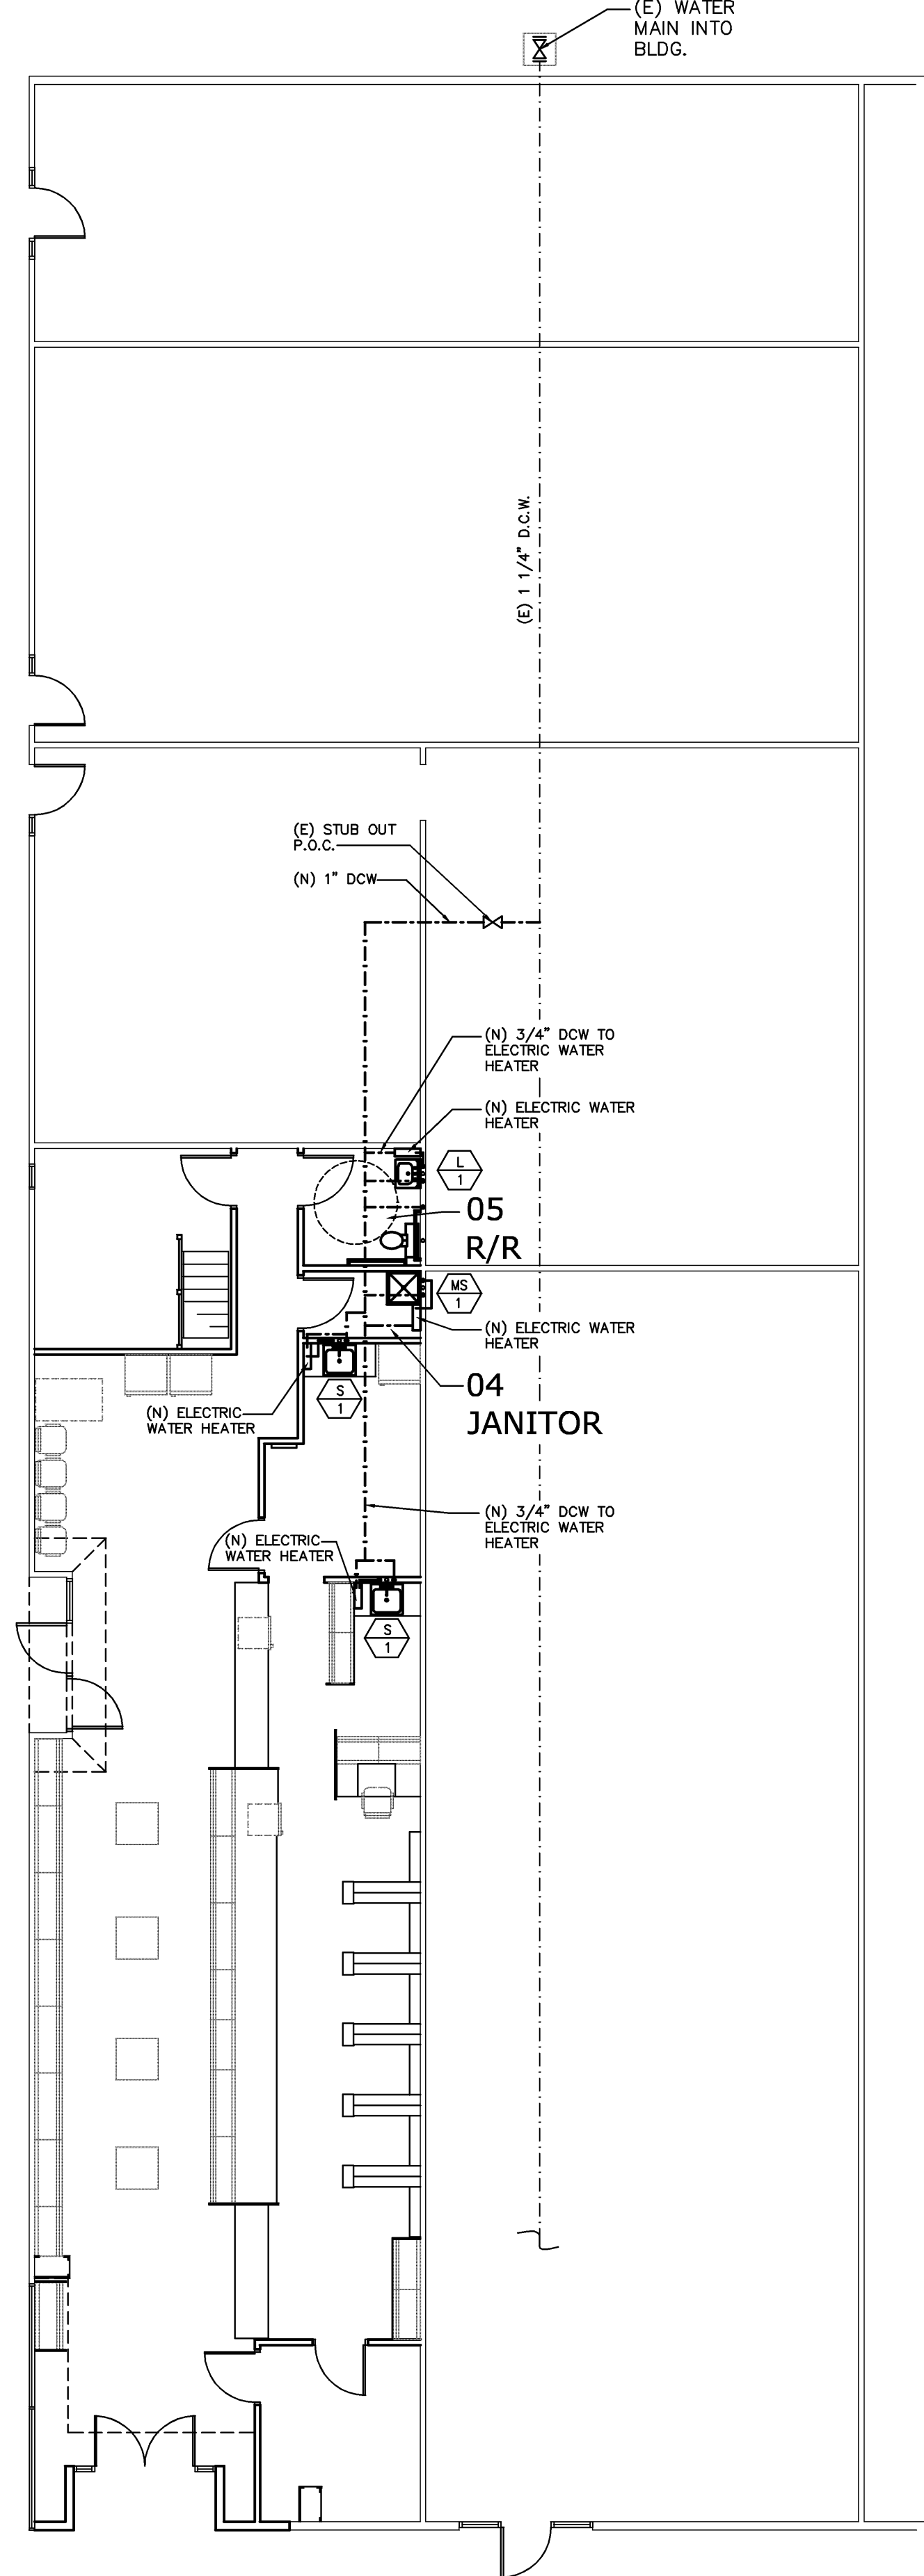 (E) WATER
MAIN INTO
BLDG.
(E) 1 1/4" D.C.W.
(E) STUB OUT
P.O.C.
(N) 1" DCW
(N) 3/4" DCW TO
ELECTRIC WATER
HEATER
(N) ELECTRIC WATER
HEATER
L
1
05
R/R
MS
1
(N) ELECTRIC WATER
HEATER
04
JANITOR
S
1
(N) ELECTRIC
WATER HEATER
(N) 3/4" DCW TO
ELECTRIC WATER
HEATER
(N) ELECTRIC
WATER HEATER
S
1